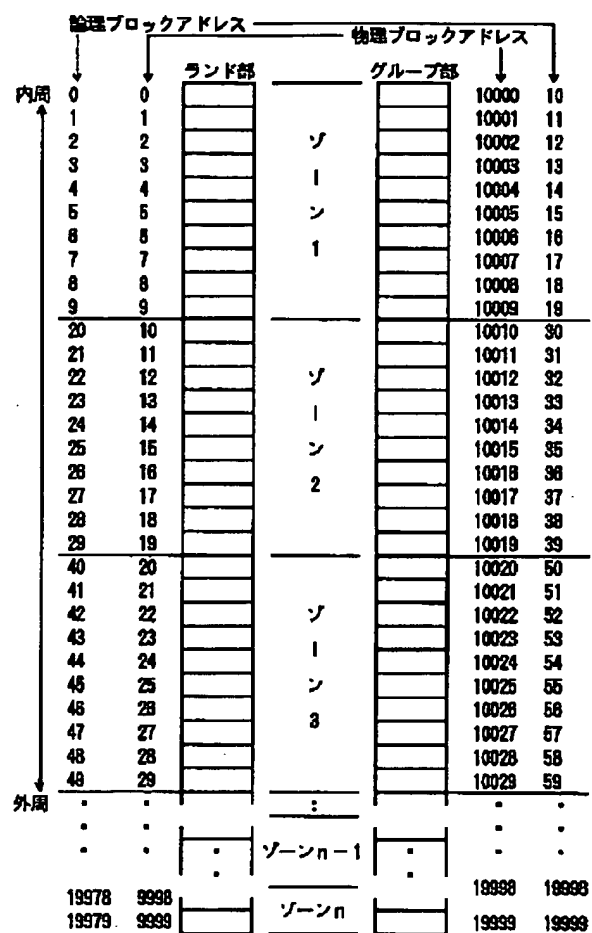 論理ブロックアドレス
物理ブロックアドレス
ランド部 グループ部
内周 0 0 10000 10
1 1 10001 11
2 2 ゾ 10002 12
3 3 10003 13
4 4 ー 10004 14
5 5 ン 10005 15
6 6 10006 16
7 7 1 10007 17
8 8 10008 18
9 9 10009 19
20 10 10010 30
21 11 10011 31
22 12 ゾ 10012 32
23 13 10013 33
24 14 ー 10014 34
25 15 ン 10015 35
26 16 10016 36
27 17 2 10017 37
28 18 10018 38
29 19 10019 39
40 20 10020 50
41 21 10021 51
42 22 ゾ 10022 52
43 23 10023 53
44 24 ー 10024 54
45 25 ン 10025 55
46 26 10026 56
47 27 3 10027 57
48 28 10028 58
49 29 10029 59
外周
ゾーンn−1
19978 9998 19998 19998
ゾーンn
19979 9999 19999 19999